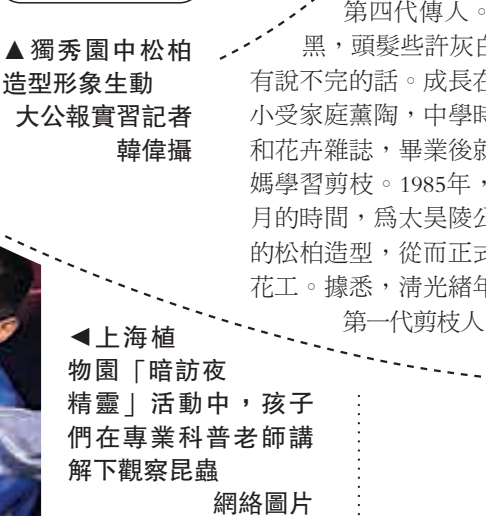 ▲獨秀園中松柏
造型形象生動
大公報實習記者
韓偉攝
第四代傳人。
黑，頭髮些許灰白
有說不完的話。成長在
小受家庭薰陶，中學時
和花卉雜誌，畢業後就
媽學習剪枝。1985年，
月的時間，爲太昊陵公
的松柏造型，從而正式
花工。據悉，清光緒年
第一代剪枝人
◀上海植
物園「暗訪夜
精靈」活動中，孩子
們在專業科普老師講
解下觀察昆蟲
網絡圖片